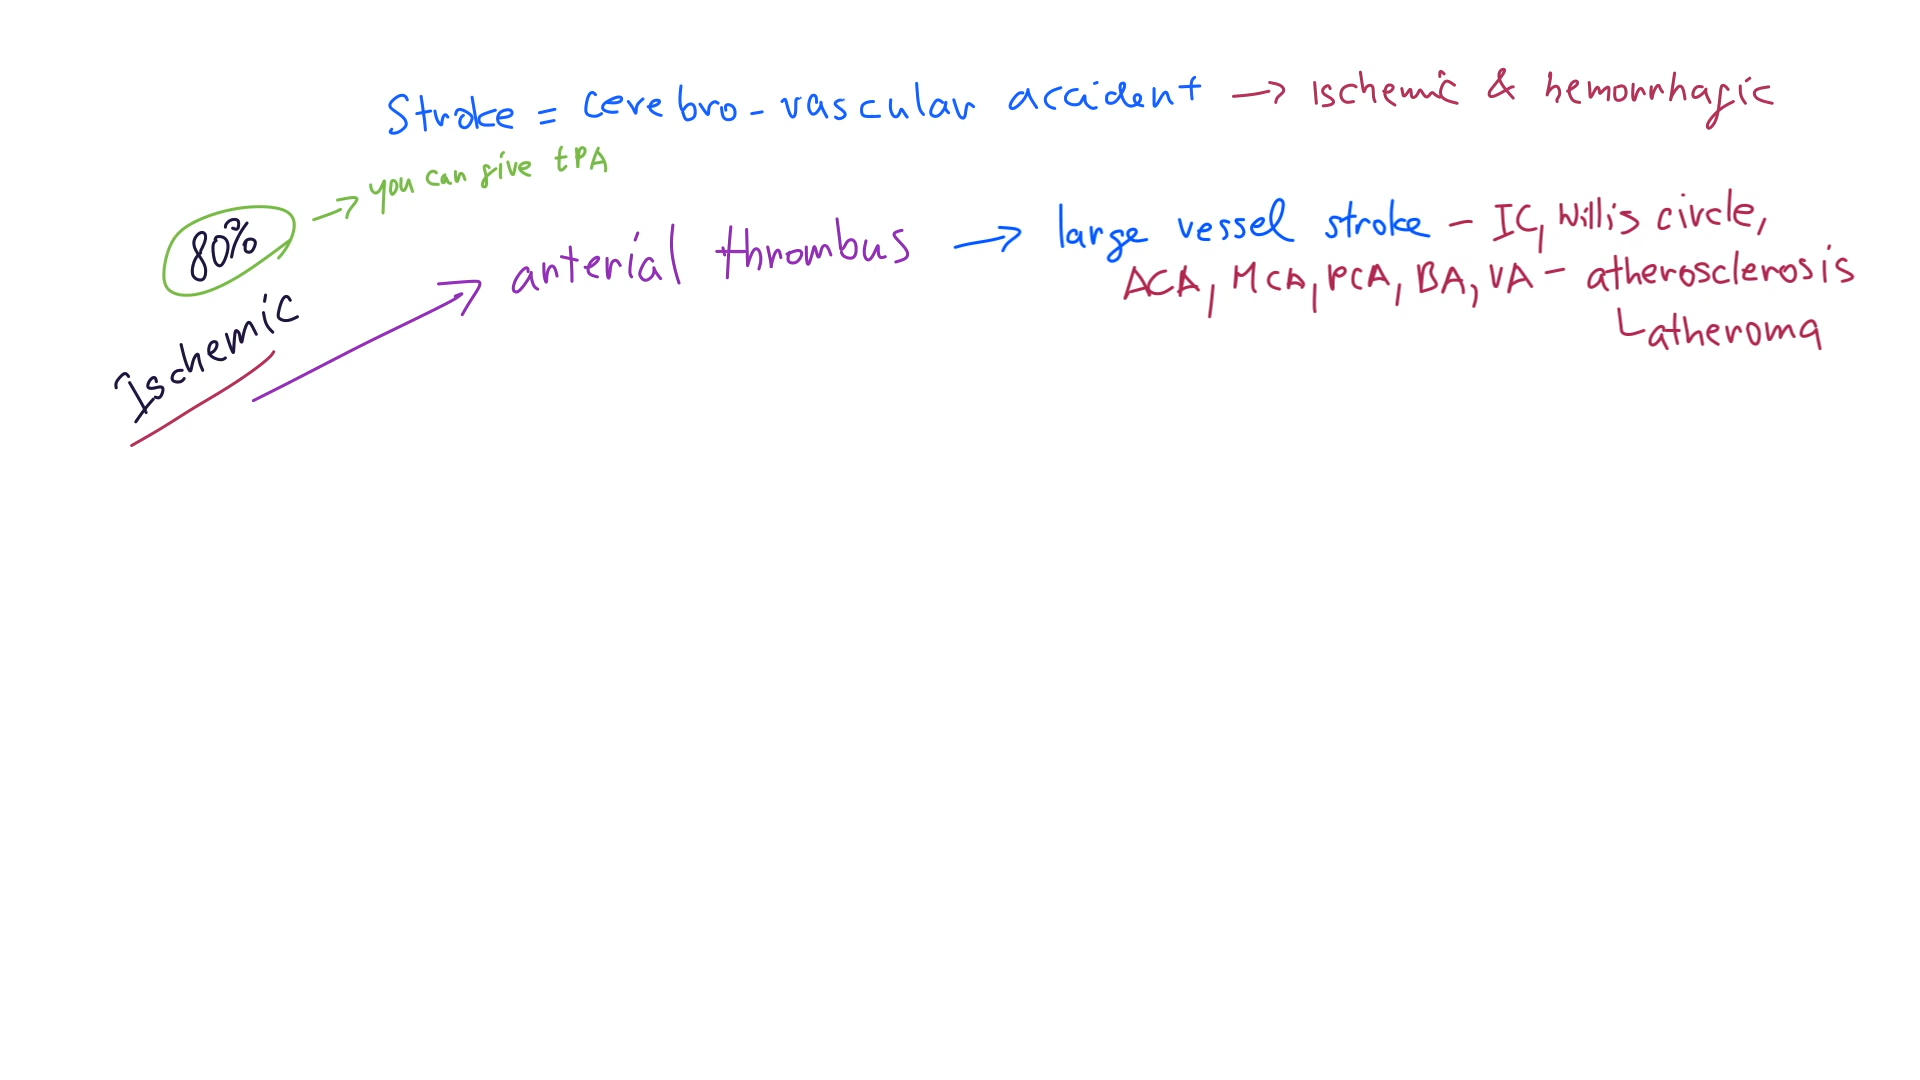 Stroke = cerebro-vascular accident → Ischemic & hemorrhagic
→ you can give tPA
80%
Ischemic
arterial thrombus → large vessel stroke - IC, Willis circle,
ACA, MCA, PCA, BA, VA - atherosclerosis
atheroma